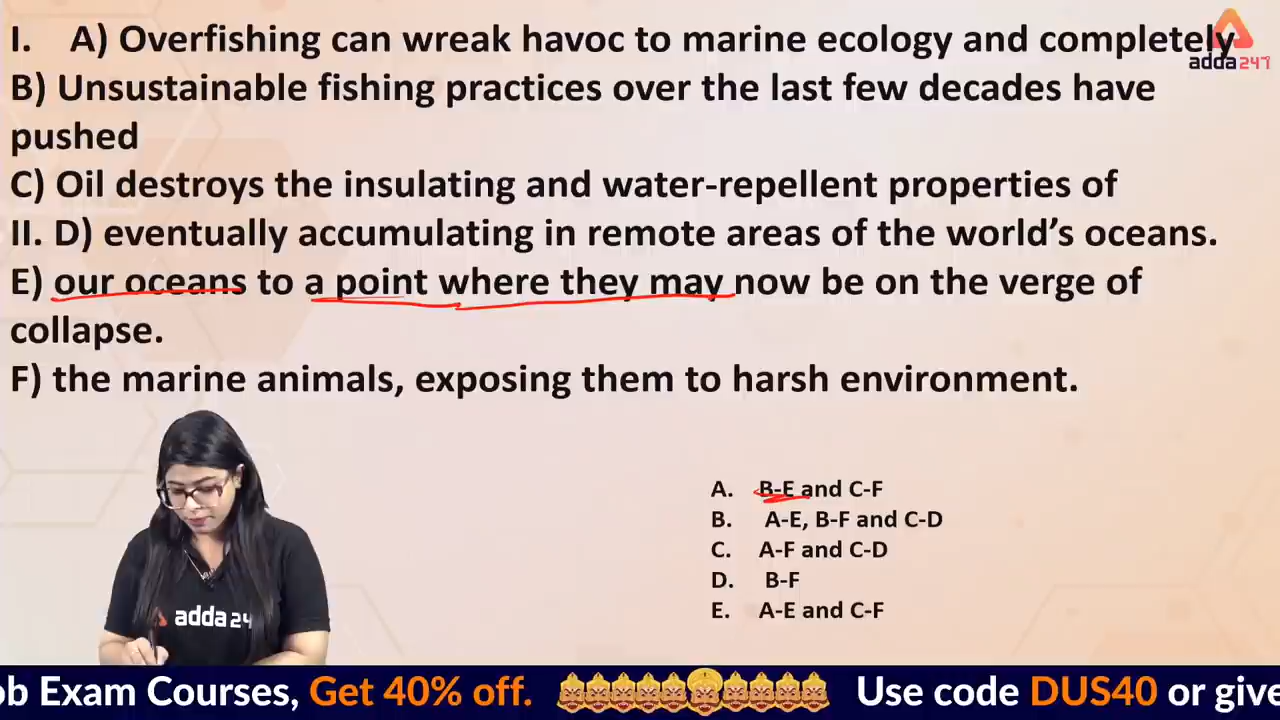 I. A) Overfishing can wreak havoc to marine ecology and completely
adda247
B) Unsustainable fishing practices over the last few decades have
pushed
C) Oil destroys the insulating and water-repellent properties of
II. D) eventually accumulating in remote areas of the world’s oceans.
E) our oceans to a point where they may now be on the verge of
collapse.
F) the marine animals, exposing them to harsh environment.
A. B-E and C-F
B. A-E, B-F and C-D
C. A-F and C-D
D. B-F
E. A-E and C-F
adda24
ob Exam Courses, Get 40% off. Use code DUS40 or give